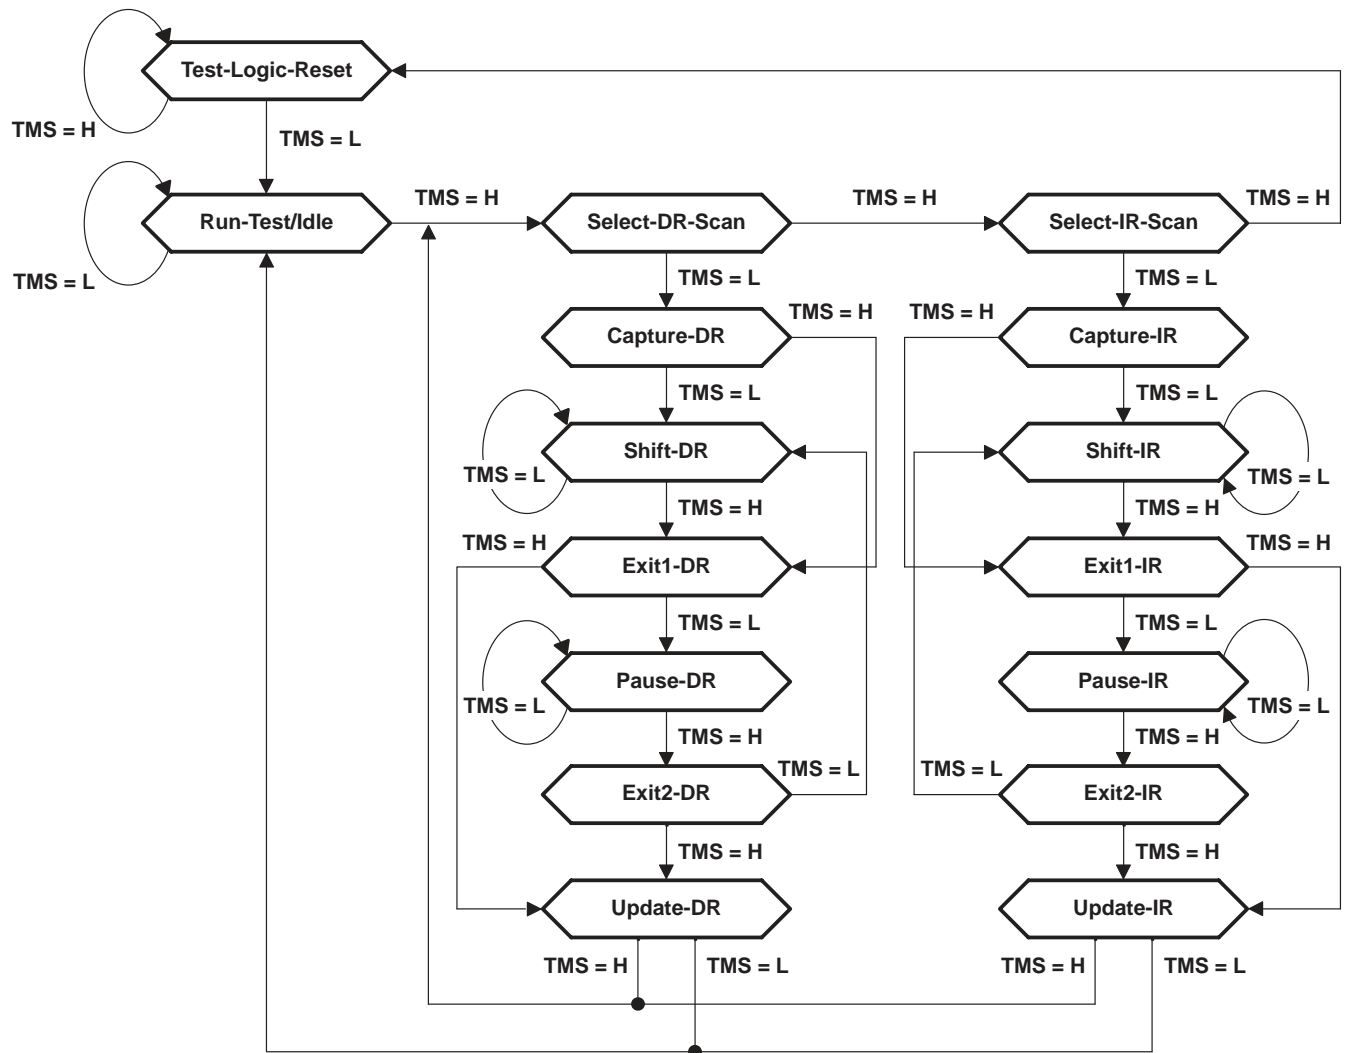 Test-Logic-Reset
TMS = H
TMS = L
TMS = H
TMS = H
TMS = H
Run-Test/Idle
Select-DR-Scan
Select-IR-Scan
TMS = L
TMS = L
TMS = L
TMS = H
TMS = H
Capture-DR
Capture-IR
TMS = L
TMS = L
Shift-DR
Shift-IR
TMS = L
TMS = L
TMS = H
TMS = H
TMS = H
TMS = H
Exit1-DR
Exit1-IR
TMS = L
TMS = L
Pause-DR
Pause-IR
TMS = L
TMS = L
TMS = H
TMS = H
TMS = L
TMS = L
Exit2-DR
Exit2-IR
TMS = H
TMS = H
Update-DR
Update-IR
TMS = H
TMS = L
TMS = H
TMS = L